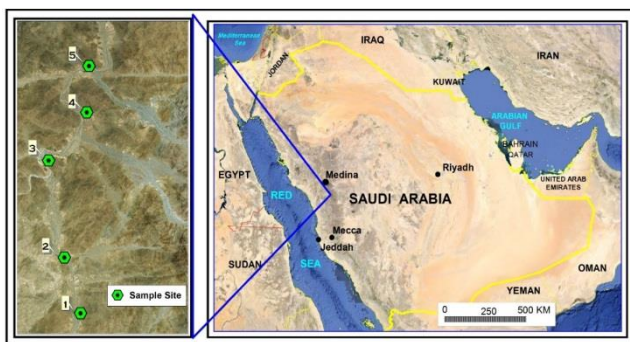 5
4
3
2
1
Sample Site
Mediterranean
Sea
IRAQ
IRAN
JORDAN
KUWAIT
ARABIAN
GULF
BAHRAIN
QATAR
EGYPT
Medina
Riyadh
UNITED ARAB
EMIRATES
RED
SAUDI ARABIA
Mecca
Jeddah
SEA
SUDAN
OMAN
YEMEN
0 250 500 KM